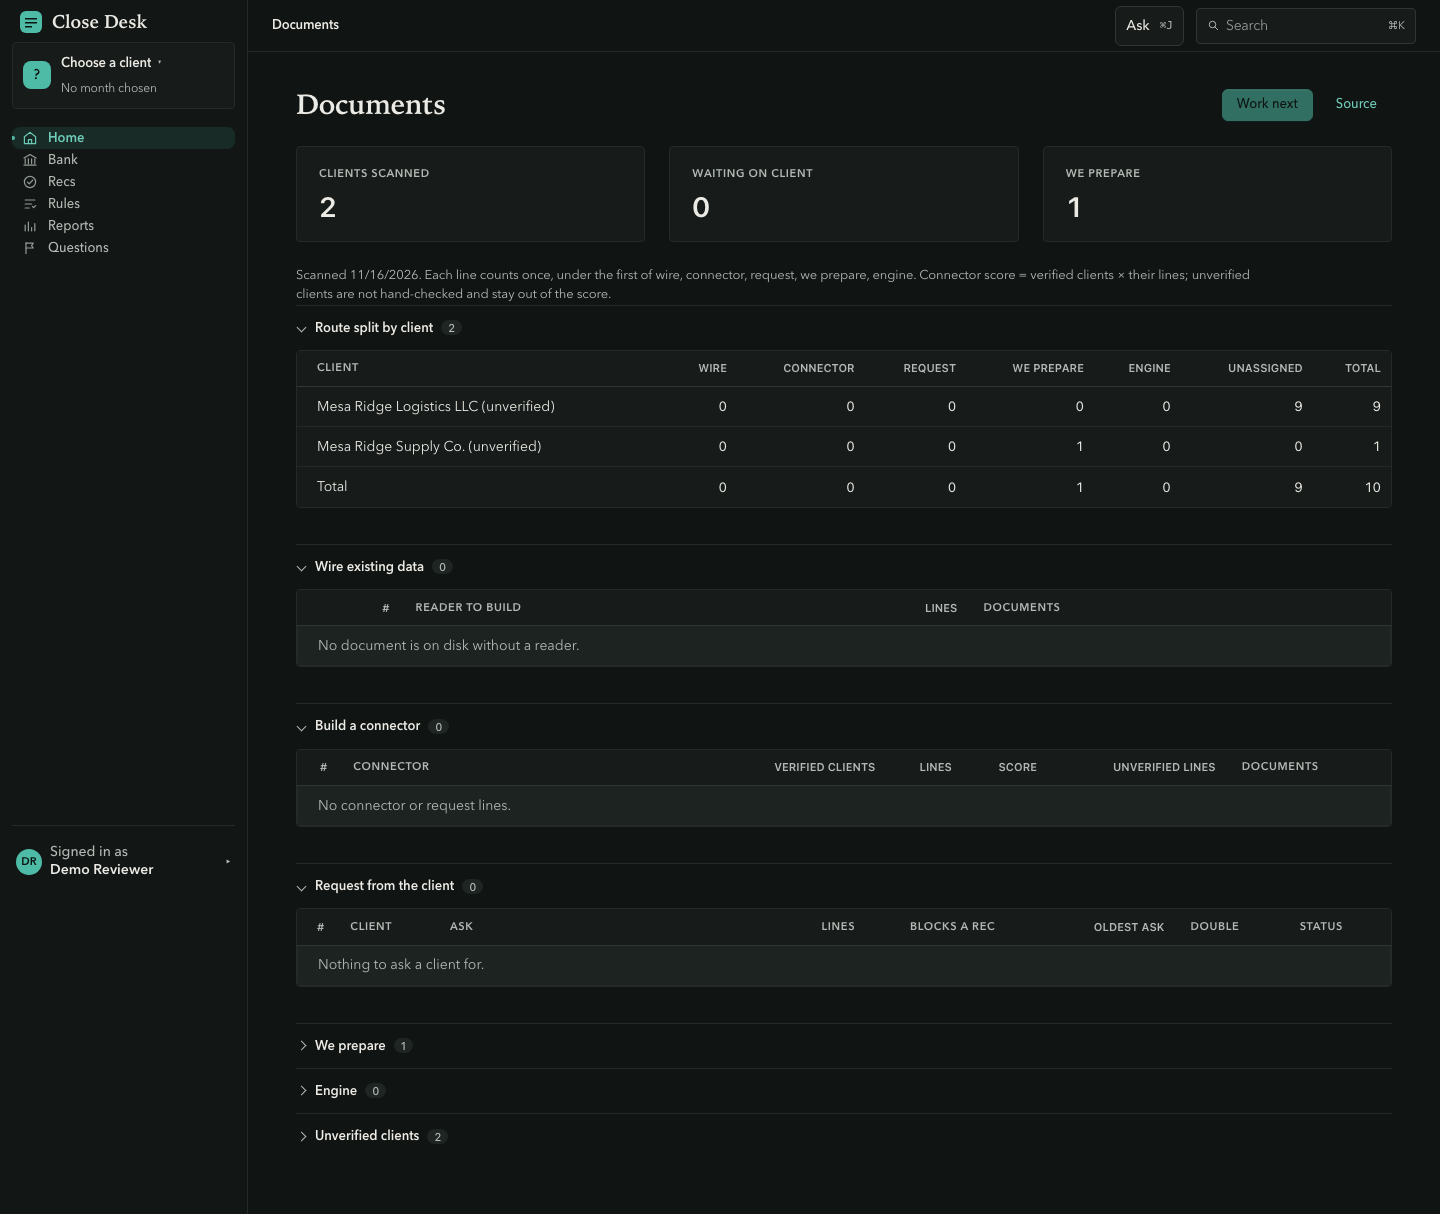 Close Desk
?
Choose a client
No month chosen
Home
Bank
Recs
Rules
Reports
Questions
DR
Signed in as
Demo Reviewer
Documents
Ask ⌘J
Search ⌘K
Documents
Work next
Source
CLIENTS SCANNED
2
WAITING ON CLIENT
0
WE PREPARE
1
Scanned 11/16/2026. Each line counts once, under the first of wire, connector, request, we prepare, engine. Connector score = verified clients × their lines; unverified
clients are not hand-checked and stay out of the score.
Route split by client 2
CLIENT WIRE CONNECTOR REQUEST WE PREPARE ENGINE UNASSIGNED TOTAL
Mesa Ridge Logistics LLC (unverified) 0 0 0 0 0 9 9
Mesa Ridge Supply Co. (unverified) 0 0 0 1 0 0 1
Total 0 0 0 1 0 9 10
Wire existing data 0
# READER TO BUILD LINES DOCUMENTS
No document is on disk without a reader.
Build a connector 0
# CONNECTOR VERIFIED CLIENTS LINES SCORE UNVERIFIED LINES DOCUMENTS
No connector or request lines.
Request from the client 0
# CLIENT ASK LINES BLOCKS A REC OLDEST ASK DOUBLE STATUS
Nothing to ask a client for.
We prepare 1
Engine 0
Unverified clients 2